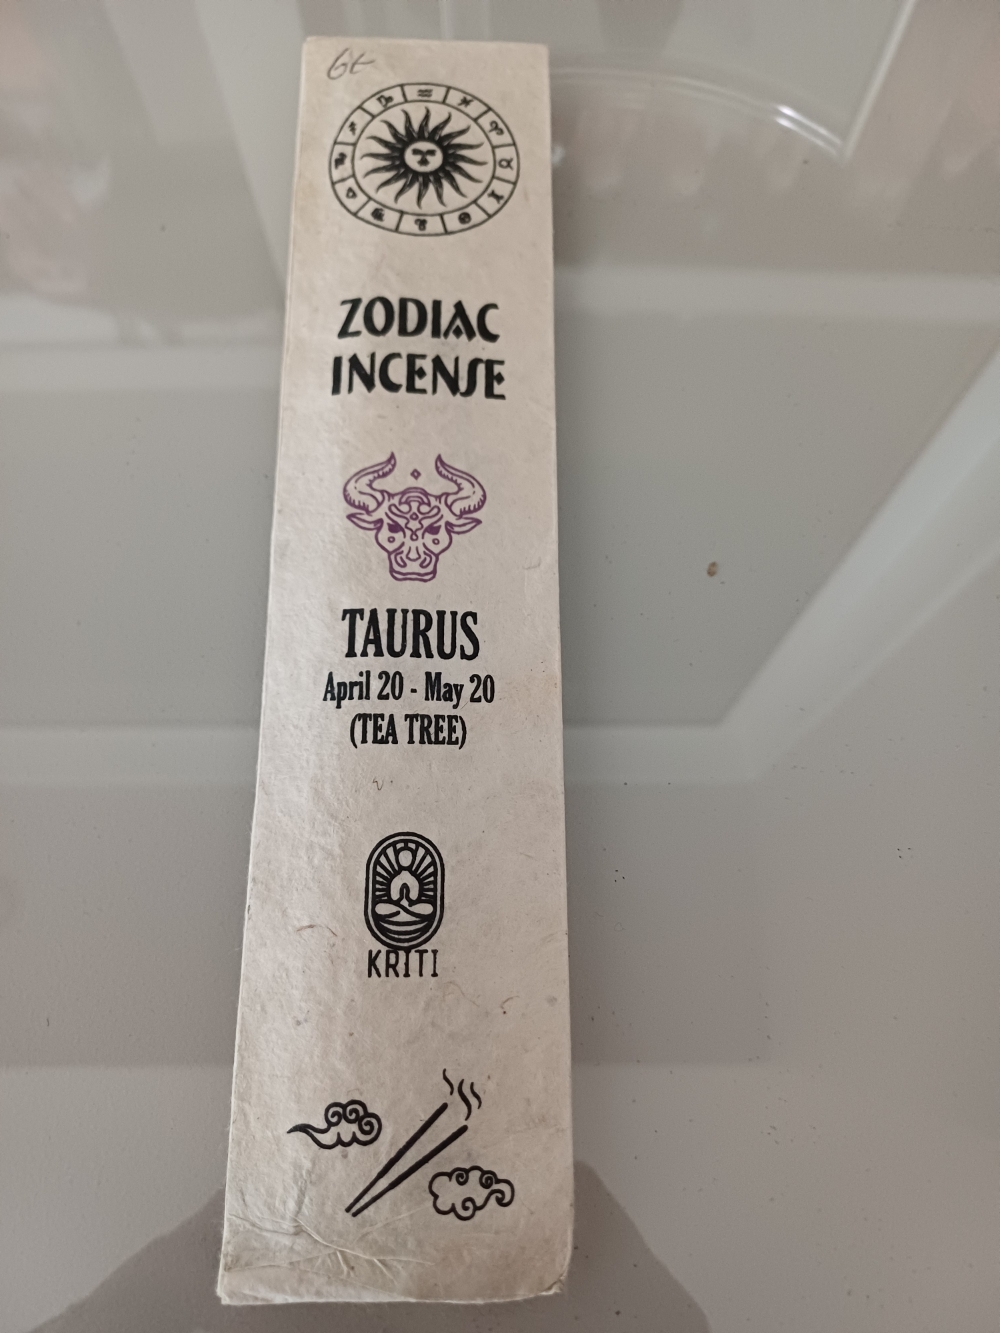 6t
ZODIAC
INCENSE
TAURUS
April 20 - May 20
(TEA TREE)
KRITI